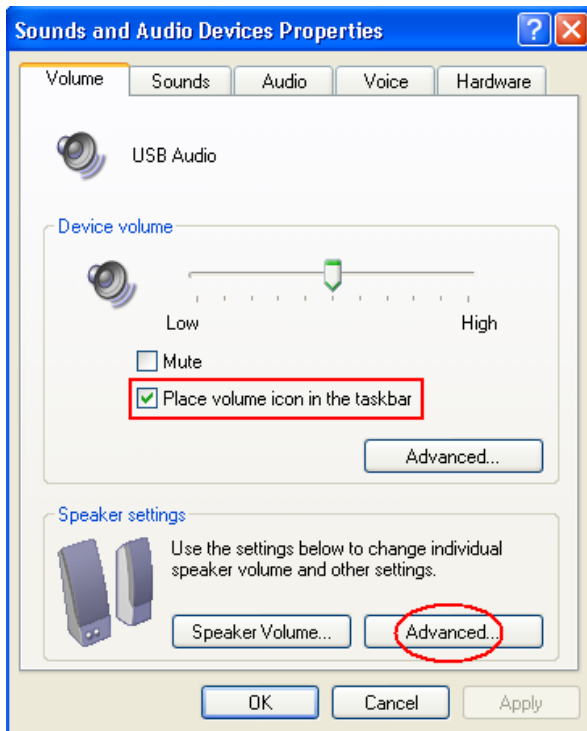 Sounds and Audio Devices Properties
Volume Sounds Audio Voice Hardware
USB Audio
Device volume
Low High
Mute
Place volume icon in the taskbar
Advanced...
Speaker settings
Use the settings below to change individual
speaker volume and other settings.
Speaker Volume... Advanced...
OK Cancel Apply